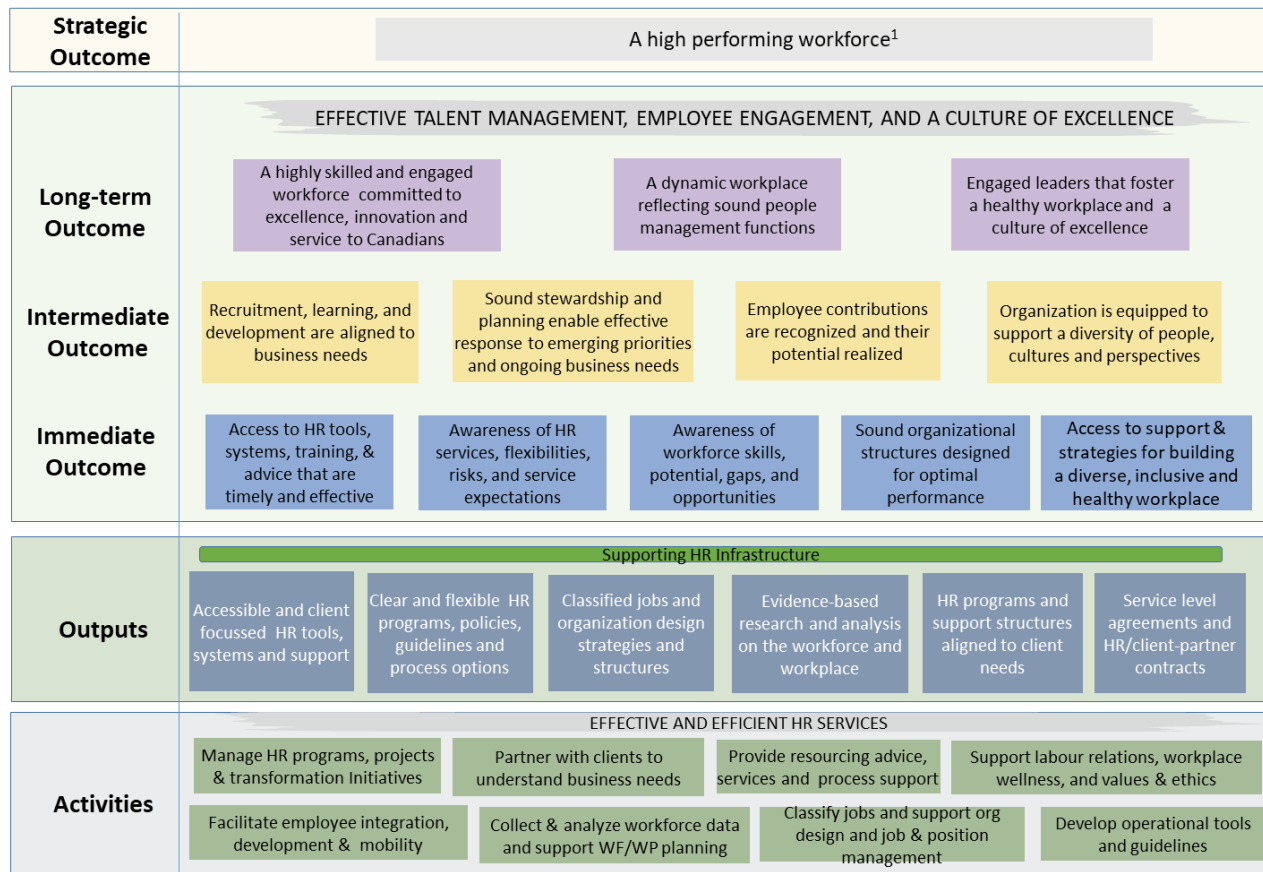 Strategic
Outcome
A high performing workforce1
EFFECTIVE TALENT MANAGEMENT, EMPLOYEE ENGAGEMENT, AND A CULTURE OF EXCELLENCE
Long-term
Outcome
A highly skilled and engaged
workforce committed to
excellence, innovation and
service to Canadians
A dynamic workplace
reflecting sound people
management functions
Engaged leaders that foster
a healthy workplace and a
culture of excellence
Intermediate
Outcome
Recruitment, learning, and
development are aligned to
business needs
Sound stewardship and
planning enable effective
response to emerging priorities
and ongoing business needs
Employee contributions
are recognized and their
potential realized
Organization is equipped to
support a diversity of people,
cultures and perspectives
Immediate
Outcome
Access to HR tools,
systems, training, &
advice that are
timely and effective
Awareness of HR
services, flexibilities,
risks, and service
expectations
Awareness of
workforce skills,
potential, gaps, and
opportunities
Sound organizational
structures designed
for optimal
performance
Access to support &
strategies for building
a diverse, inclusive and
healthy workplace
Outputs
Supporting HR Infrastructure
Accessible and client
focussed HR tools,
systems and support
Clear and flexible HR
programs, policies,
guidelines and
process options
Classified jobs and
organization design
strategies and
structures
Evidence-based
research and analysis
on the workforce and
workplace
HR programs and
support structures
aligned to client
needs
Service level
agreements and
HR/client-partner
contracts
Activities
EFFECTIVE AND EFFICIENT HR SERVICES
Manage HR programs, projects
& transformation Initiatives
Partner with clients to
understand business needs
Provide resourcing advice,
services and process support
Support labour relations, workplace
wellness, and values & ethics
Facilitate employee integration,
development & mobility
Collect & analyze workforce data
and support WF/WP planning
Classify jobs and support org
design and job & position
management
Develop operational tools
and guidelines